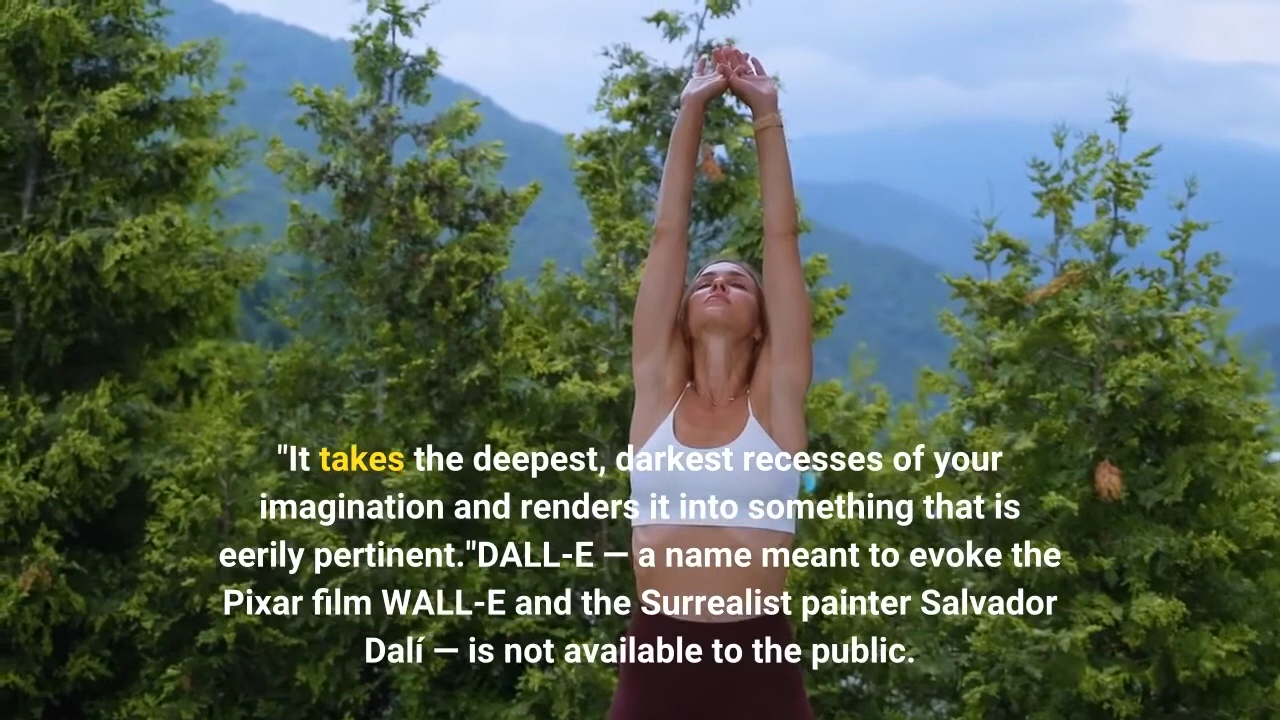 "It takes the deepest, darkest recesses of your
imagination and renders it into something that is
eerily pertinent."DALL-E — a name meant to evoke the
Pixar film WALL-E and the Surrealist painter Salvador
Dalí — is not available to the public.